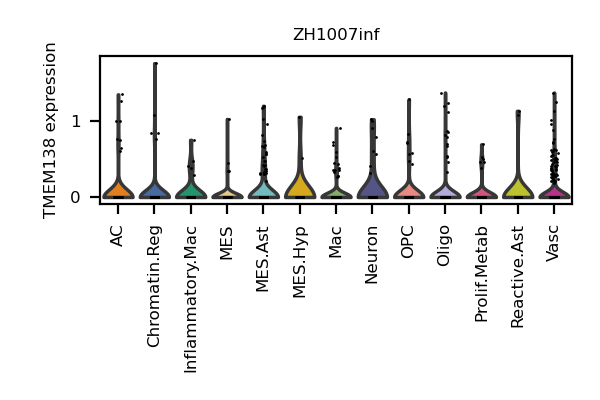 ZH1007inf
TMEM138 expression
1
0
AC
Chromatin.Reg
Inflammatory.Mac
MES
MES.Ast
MES.Hyp
Mac
Neuron
OPC
Oligo
Prolif.Metab
Reactive.Ast
Vasc